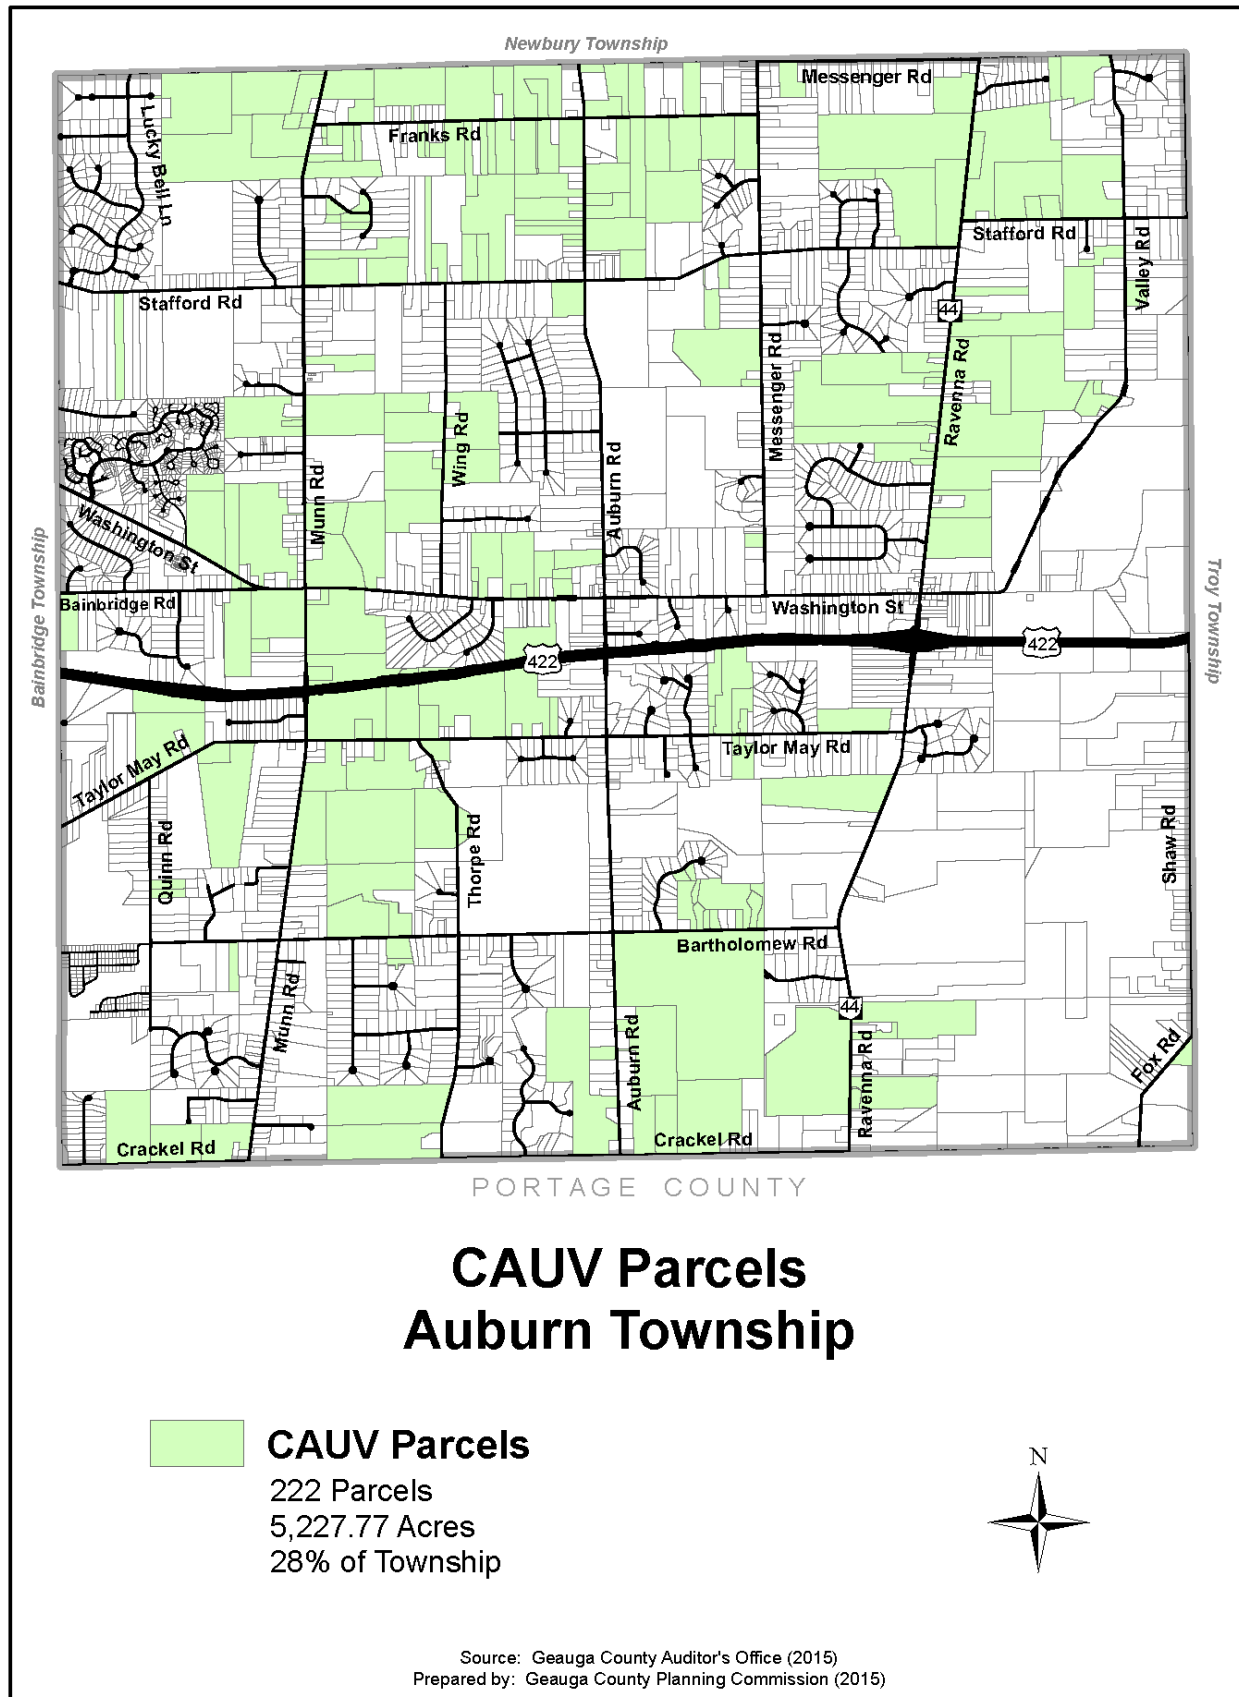 Newbury Township
Messenger Rd
Franks Rd
Lucky Bell Ln
Stafford Rd
Valley Rd
Stafford Rd
44
Messenger Rd
Ravenna Rd
Wing Rd
Auburn Rd
Munn Rd
Washington St
Bainbridge Township
Troy Township
Bainbridge Rd
Washington St
422
422
Taylor May Rd
Taylor May Rd
Quinn Rd
Thorpe Rd
Shaw Rd
Bartholomew Rd
Munn Rd
44
Auburn Rd
Ravenna Rd
Fox Rd
Crackel Rd
Crackel Rd
PORTAGE COUNTY
CAUV Parcels
Auburn Township
CAUV Parcels
222 Parcels
5,227.77 Acres
28% of Township
N
Source: Geauga County Auditor's Office (2015)
Prepared by: Geauga County Planning Commission (2015)